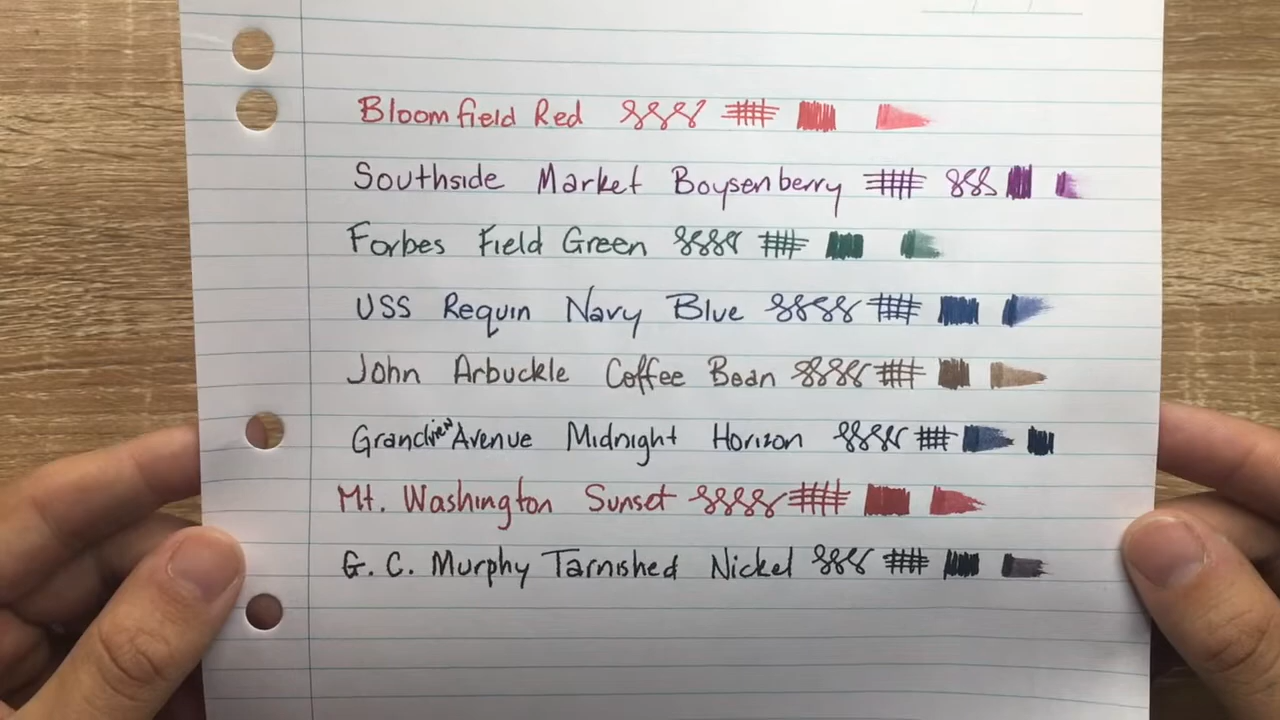 Bloomfield Red
Southside Market Boysenberry
Forbes Field Green
USS Requin Navy Blue
John Arbuckle Coffee Bean
Grandview Avenue Midnight Horizon
Mt. Washington Sunset
G. C. Murphy Tarnished Nickel